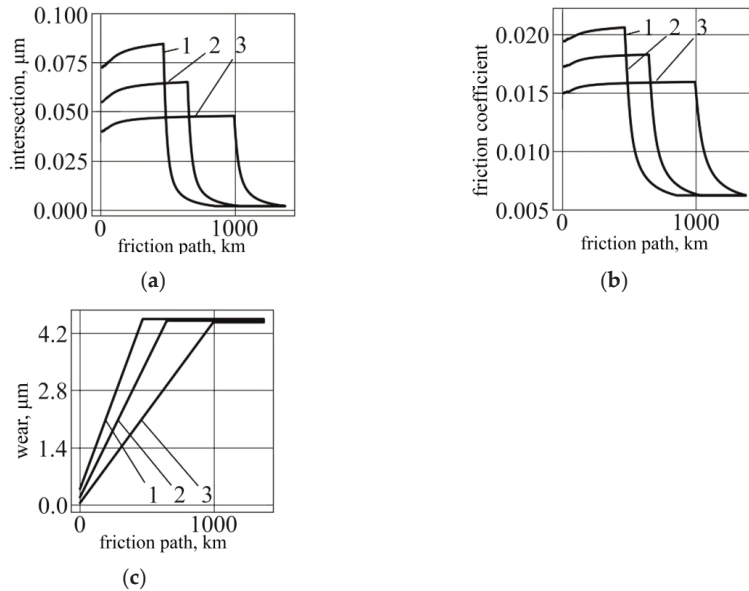 0.100
0.075
0.050
0.025
0.000
intersection, μm
1 2 3
0 1000
friction path, km
(a)
0.020
0.015
0.010
0.005
friction coefficient
1 2 3
0 1000
friction path, km
(b)
4.2
2.8
1.4
0.0
wear, μm
1 2 3
0 1000
friction path, km
(c)